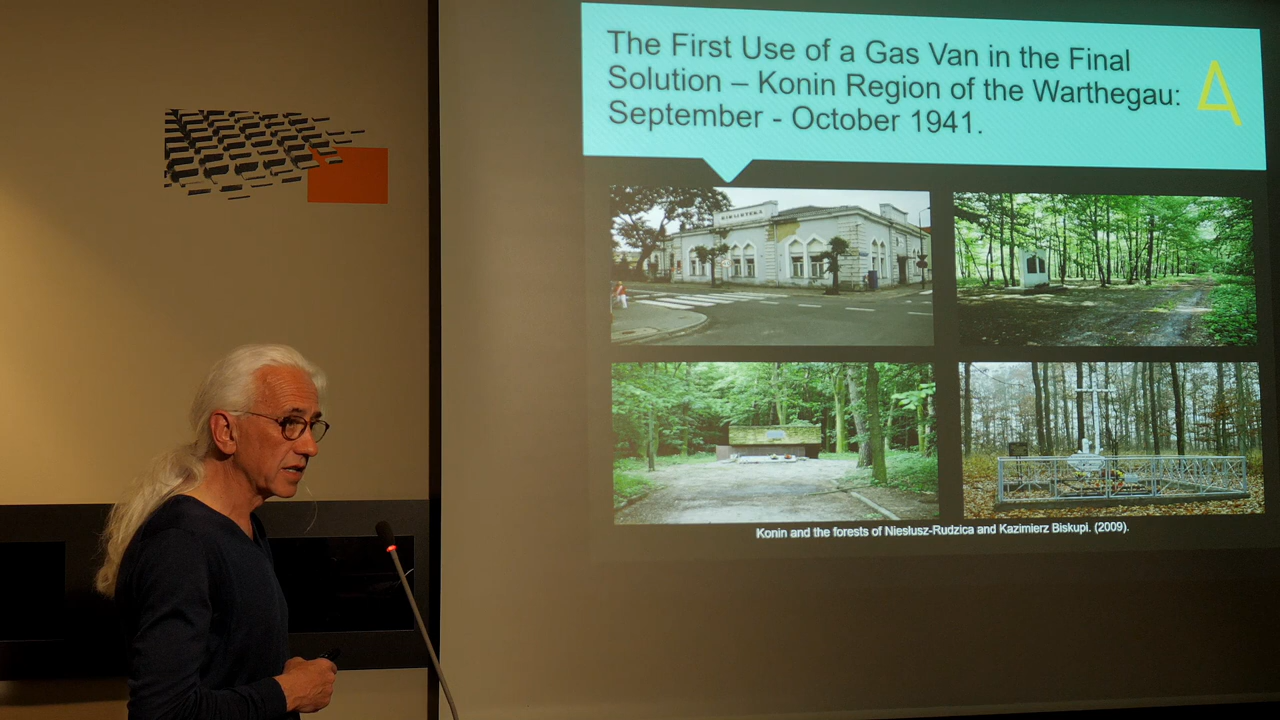 The First Use of a Gas Van in the Final
Solution – Konin Region of the Warthegau:
September - October 1941.
BIBLIOTEKA
Konin and the forests of Niesłusz-Rudzica and Kazimierz Biskupi. (2009).